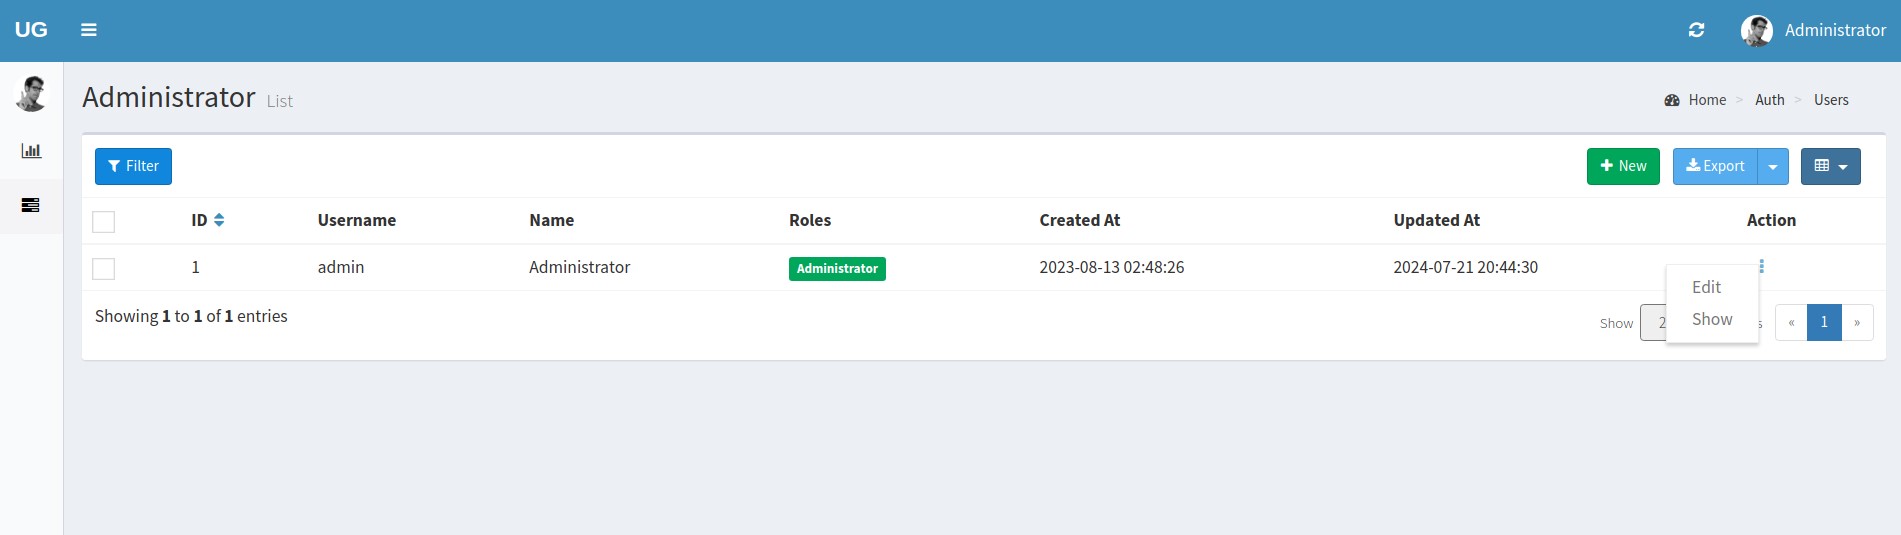 UG Administrator
Administrator List Home > Auth > Users
Filter New Export
ID Username Name Roles Created At Updated At Action
1 admin Administrator Administrator 2023-08-13 02:48:26 2024-07-21 20:44:30
Edit
Showing 1 to 1 of 1 entries Show Show « 1 »